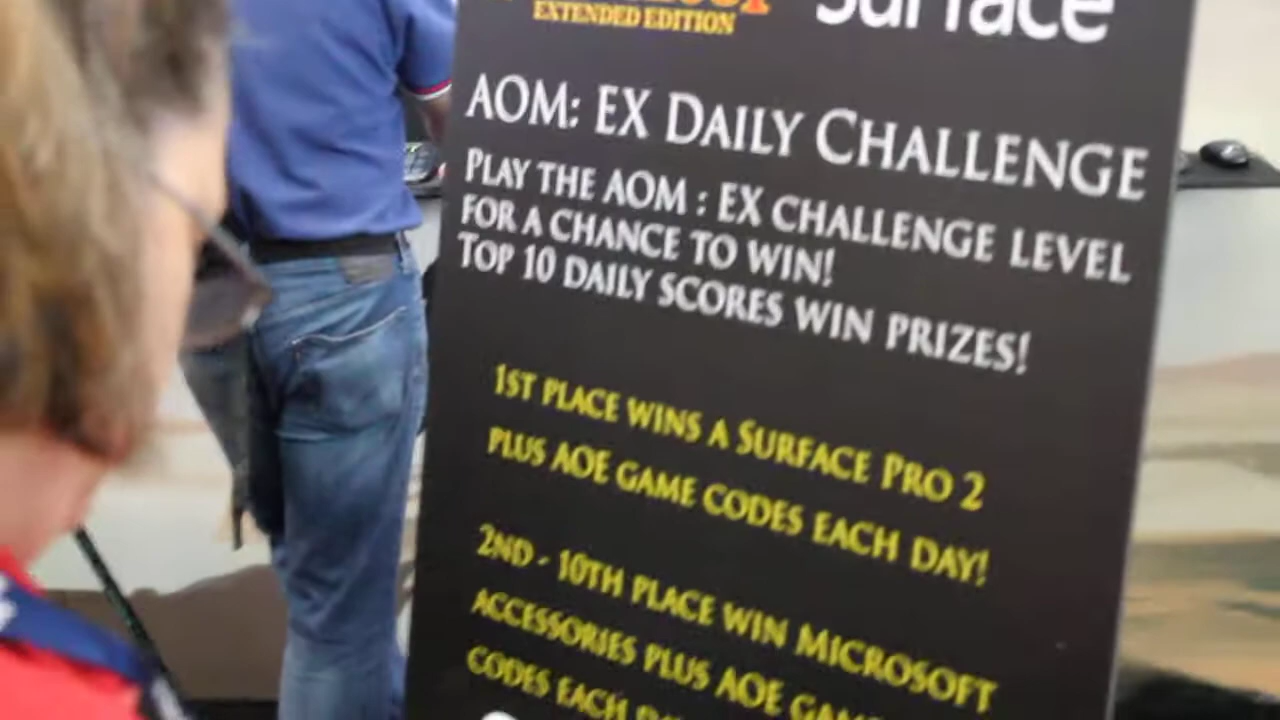 EXTENDED EDITION
Surface
AOM: EX DAILY CHALLENGE
PLAY THE AOM : EX CHALLENGE LEVEL
FOR A CHANCE TO WIN!
TOP 10 DAILY SCORES WIN PRIZES!
1ST PLACE WINS A SURFACE PRO 2
PLUS AOE GAME CODES EACH DAY!
2ND - 10TH PLACE WIN MICROSOFT
ACCESSORIES PLUS AOE GAME
CODES EACH